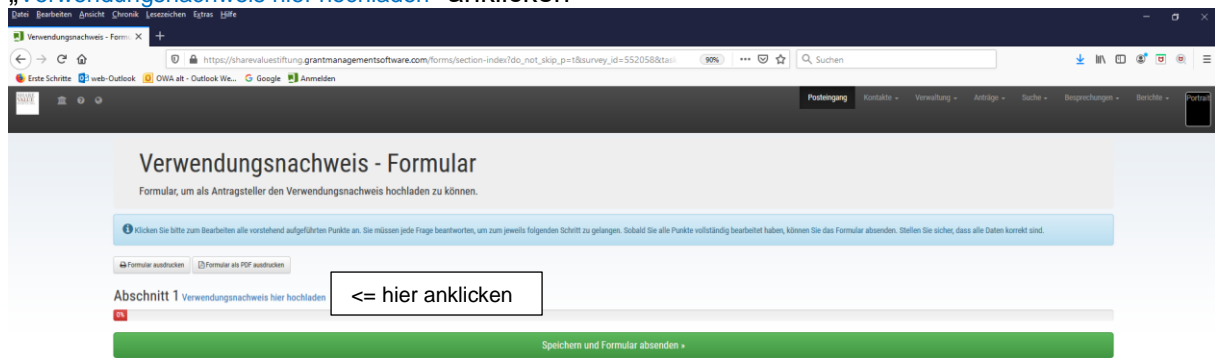 „Verwendungsnachweis hier hochladen“ anklicken
Datei Bearbeiten Ansicht Chronik Lesezeichen Extras Hilfe
Verwendungsnachweis - Formu
https://sharevaluestiftung.grantmanagementsoftware.com/forms/section-index?do_not_skip_p=t&survey_id=552058&task 90% Suchen
Erste Schritte web-Outlook OWA alt - Outlook We... Google Anmelden
Posteingang Kontakte Verwaltung Anträge Suche Besprechungen Berichte Portrait
Verwendungsnachweis - Formular
Formular, um als Antragsteller den Verwendungsnachweis hochladen zu können.
Klicken Sie bitte zum Bearbeiten alle vorstehend aufgeführten Punkte an. Sie müssen jede Frage beantworten, um zum jeweils folgenden Schritt zu gelangen. Sobald Sie alle Punkte vollständig bearbeitet haben, können Sie das Formular absenden. Stellen Sie sicher, dass alle Daten korrekt sind.
Formular ausdrucken Formular als PDF ausdrucken
Abschnitt 1 Verwendungsnachweis hier hochladen <= hier anklicken
0%
Speichern und Formular absenden »